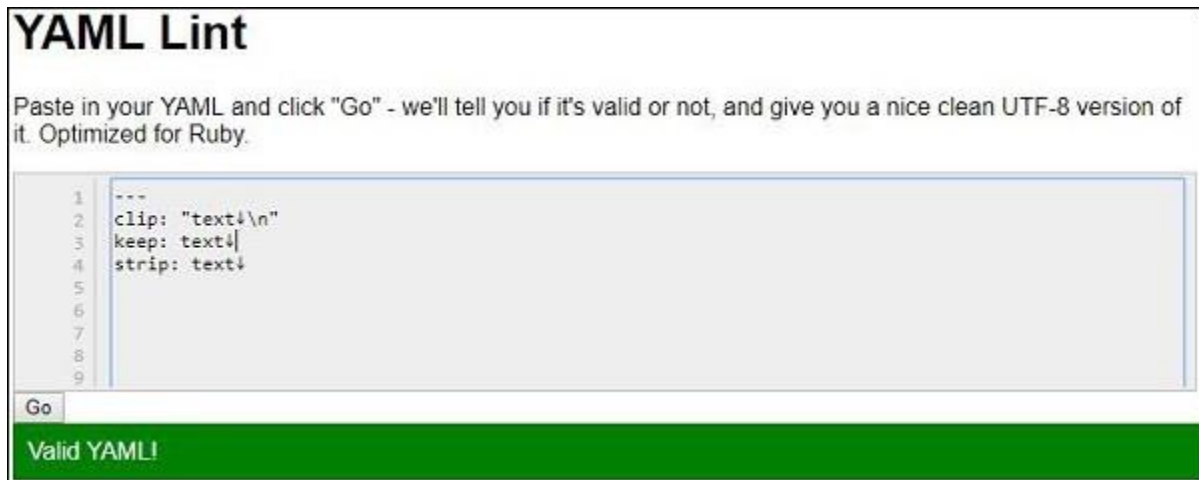 YAML Lint
Paste in your YAML and click "Go" - we'll tell you if it's valid or not, and give you a nice clean UTF-8 version of
it. Optimized for Ruby.
1 ---
2 clip: "text↓\n"
3 keep: text↓
4 strip: text↓
5
6
7
8
9
Go
Valid YAML!